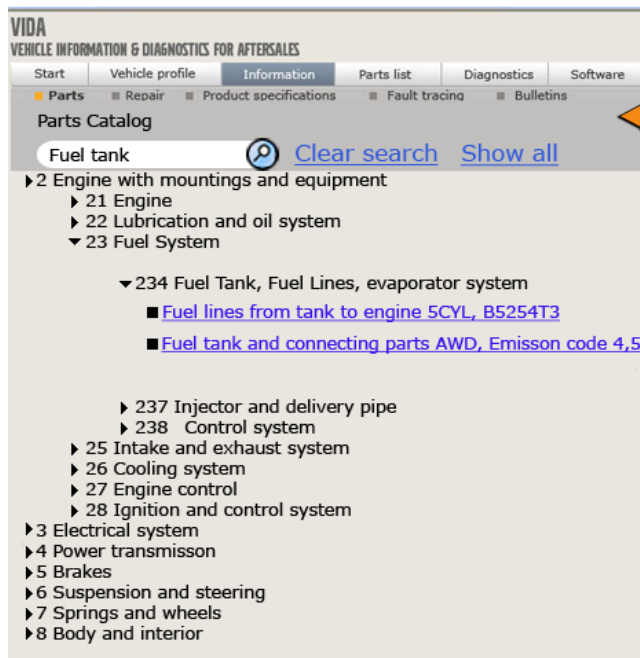 VIDA
VEHICLE INFORMATION & DIAGNOSTICS FOR AFTERSALES
Start Vehicle profile Information Parts list Diagnostics Software
Parts Repair Product specifications Fault tracing Bulletins
Parts Catalog
Fuel tank Clear search Show all
2 Engine with mountings and equipment
21 Engine
22 Lubrication and oil system
23 Fuel System
234 Fuel Tank, Fuel Lines, evaporator system
Fuel lines from tank to engine 5CYL, B5254T3
Fuel tank and connecting parts AWD, Emisson code 4,5
237 Injector and delivery pipe
238 Control system
25 Intake and exhaust system
26 Cooling system
27 Engine control
28 Ignition and control system
3 Electrical system
4 Power transmisson
5 Brakes
6 Suspension and steering
7 Springs and wheels
8 Body and interior